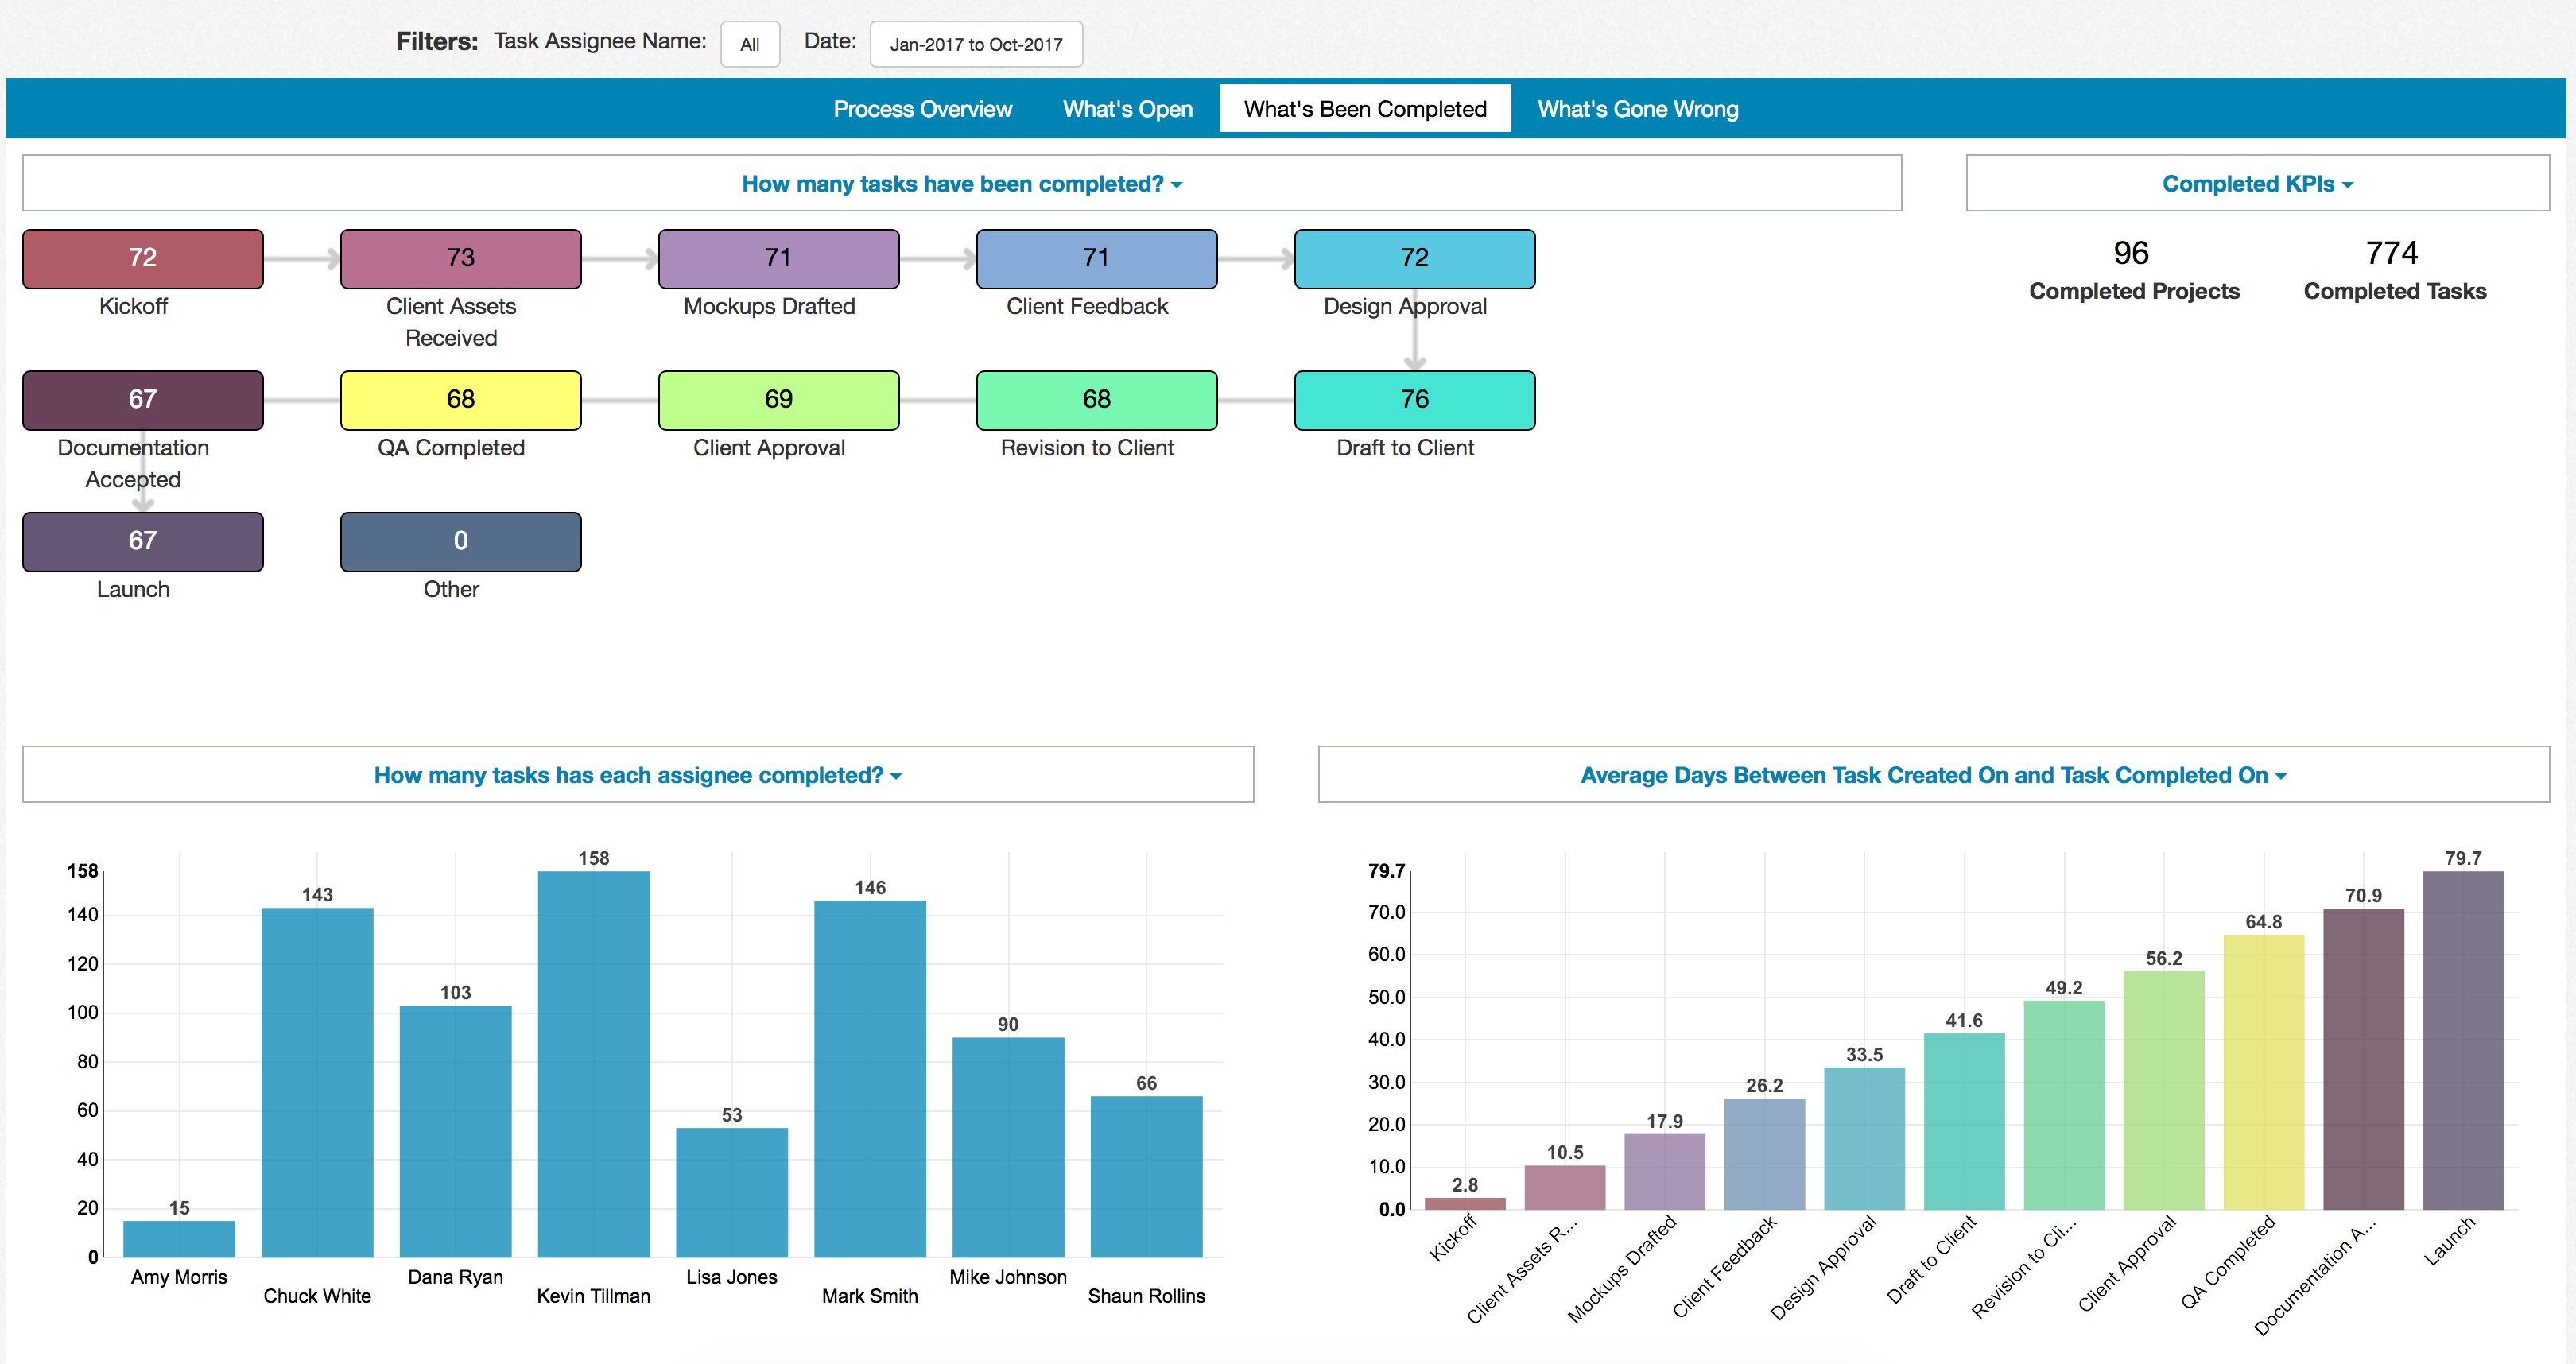 Filters: Task Assignee Name: All Date: Jan-2017 to Oct-2017
Process Overview What's Open What's Been Completed What's Gone Wrong
How many tasks have been completed?
72 73 71 71 72
Kickoff Client Assets Mockups Drafted Client Feedback Design Approval
Received
67 68 69 68 76
Documentation QA Completed Client Approval Revision to Client Draft to Client
Accepted
67 0
Launch Other
Completed KPIs
96 774
Completed Projects Completed Tasks
How many tasks has each assignee completed?
158
140
120
100
80
60
40
20
0
15 143 103 158 53 146 90 66
Amy Morris Chuck White Dana Ryan Kevin Tillman Lisa Jones Mark Smith Mike Johnson Shaun Rollins
Average Days Between Task Created On and Task Completed On
79.7
70.0
60.0
50.0
40.0
30.0
20.0
10.0
0.0
2.8 10.5 17.9 26.2 33.5 41.6 49.2 56.2 64.8 70.9 79.7
Kickoff
Client Assets R...
Mockups Drafted
Client Feedback
Design Approval
Draft to Client
Revision to Cli...
Client Approval
QA Completed
Documentation A...
Launch